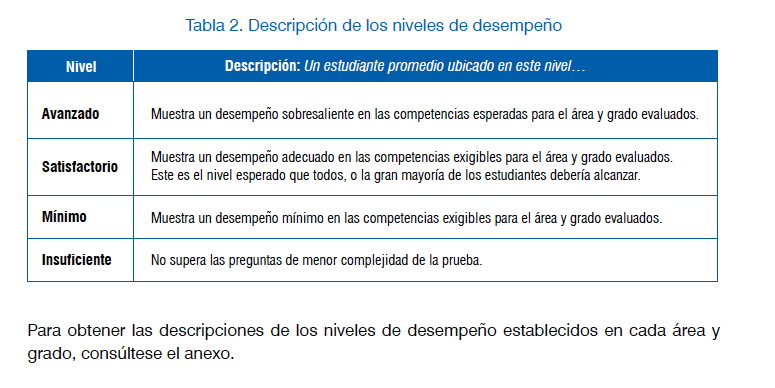 Tabla 2. Descripción de los niveles de desempeño
Nivel
Descripción: Un estudiante promedio ubicado en este nivel…
Avanzado
Muestra un desempeño sobresaliente en las competencias esperadas para el área y grado evaluados.
Satisfactorio
Muestra un desempeño adecuado en las competencias exigibles para el área y grado evaluados.
Este es el nivel esperado que todos, o la gran mayoría de los estudiantes debería alcanzar.
Mínimo
Muestra un desempeño mínimo en las competencias exigibles para el área y grado evaluados.
Insuficiente
No supera las preguntas de menor complejidad de la prueba.
Para obtener las descripciones de los niveles de desempeño establecidos en cada área y
grado, consúltese el anexo.